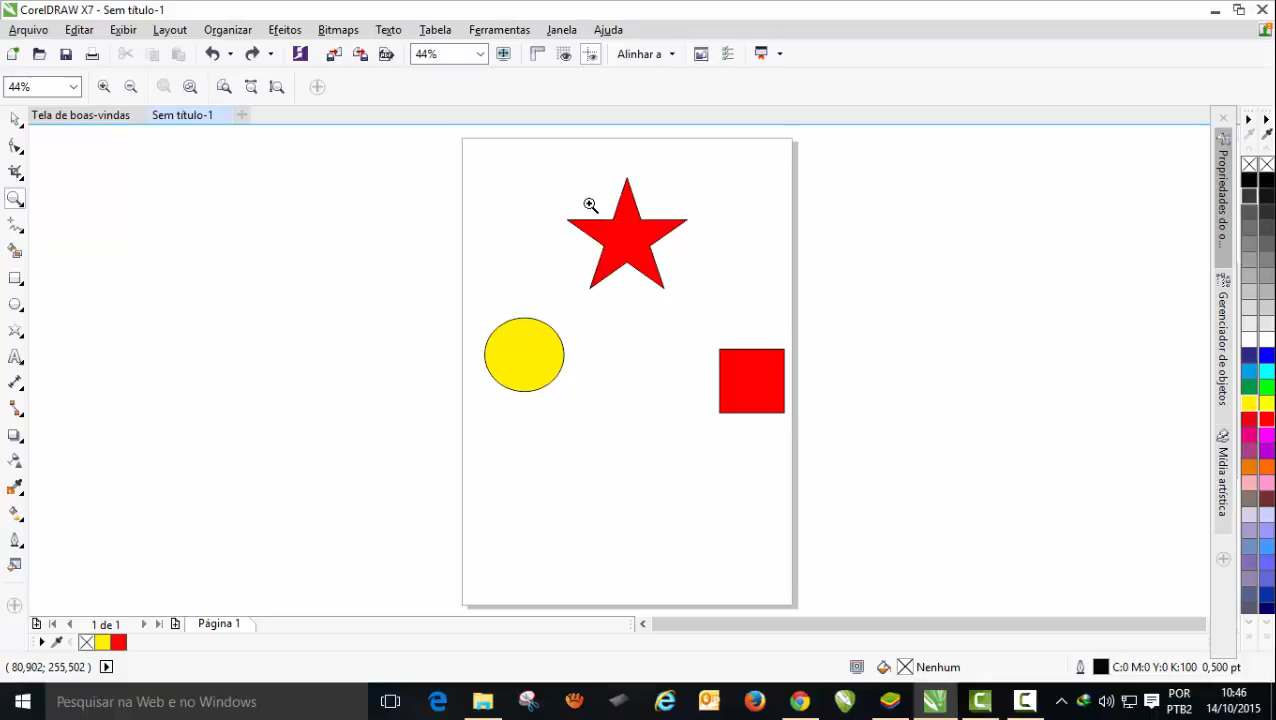 CorelDRAW X7 - Sem título-1
Arquivo Editar Exibir Layout Organizar Efeitos Bitmaps Texto Tabela Ferramentas Janela Ajuda
44% Alinhar a
44%
Tela de boas-vindas Sem título-1
Propriedades do o...
Gerenciador de objetos
Mídia artística
1 de 1 Página 1
( 80,902; 255,502 ) Nenhum C:0 M:0 Y:0 K:100 0,500 pt
Pesquisar na Web e no Windows
POR
PTB2
10:46
14/10/2015